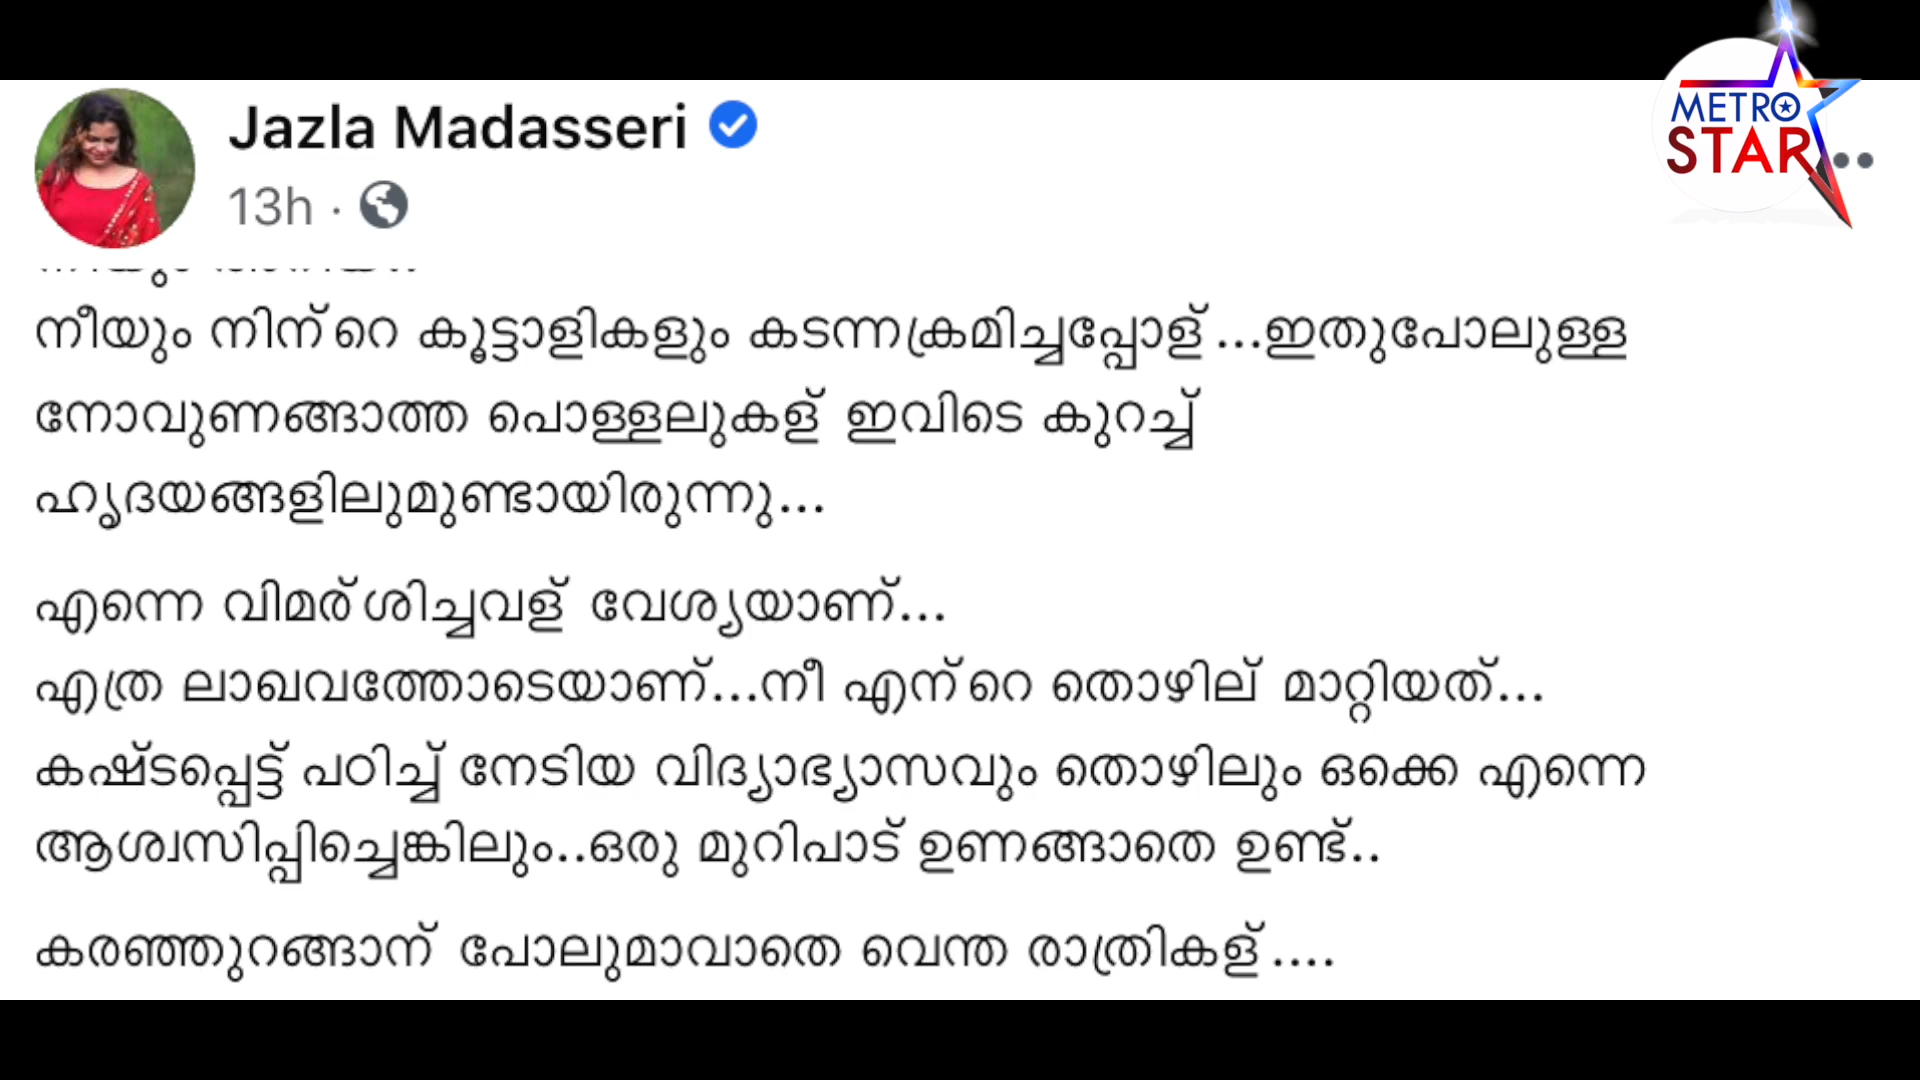 Jazla Madasseri
METRO
STAR
13h ·
നീയും നിന്‍റെ കൂട്ടാളികളും കടന്നക്രമിച്ചപ്പോള്...ഇതുപോലുള്ള
നോവുണങ്ങാത്ത പൊള്ളലുകള് ഇവിടെ കുറച്ച്
ഹൃദയങ്ങളിലുമുണ്ടായിരുന്നു...
എന്നെ വിമര്ശിച്ചവള് വേശ്യയാണ്...
എത്ര ലാഖവത്തോടെയാണ്...നീ എന്‍റെ തൊഴില് മാറ്റിയത്...
കഷ്ടപ്പെട്ട് പഠിച്ച് നേടിയ വിദ്യാഭ്യാസവും തൊഴിലും ഒക്കെ എന്നെ
ആശ്വസിപ്പിച്ചെങ്കിലും..ഒരു മുറിപാട് ഉണങ്ങാതെ ഉണ്ട്..
കരഞ്ഞുറങ്ങാന് പോലുമാവാതെ വെന്ത രാത്രികള്....